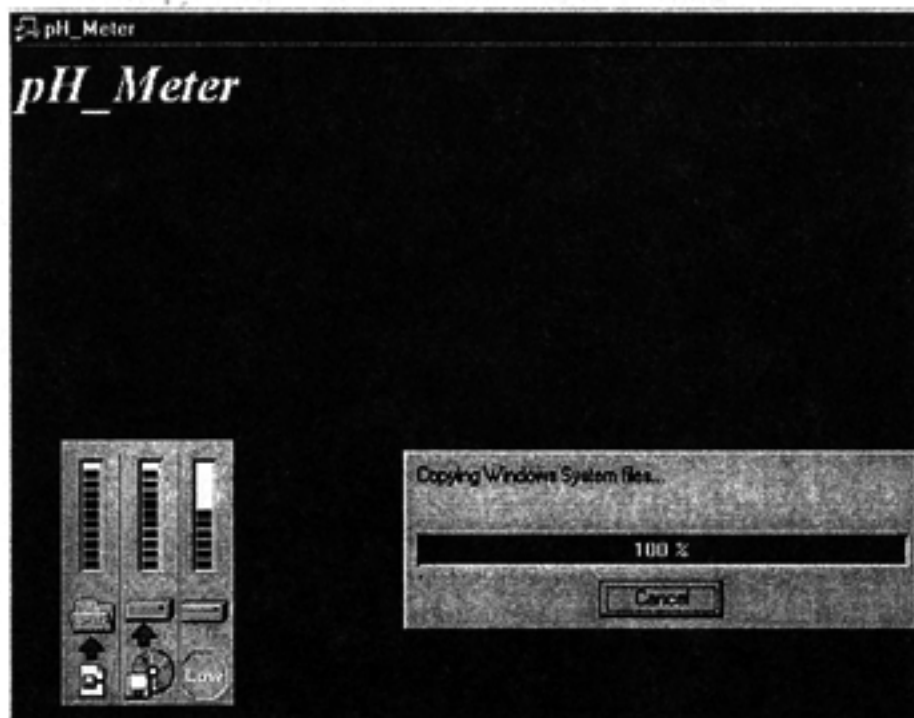 pH_Meter
pH_Meter
Copying Windows System files...
100 %
Cancel
Low